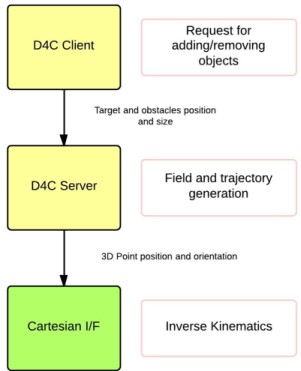 D4C Client
Request for
adding/removing
objects
Target and obstacles position
and size
D4C Server
Field and trajectory
generation
3D Point position and orientation
Cartesian I/F
Inverse Kinematics